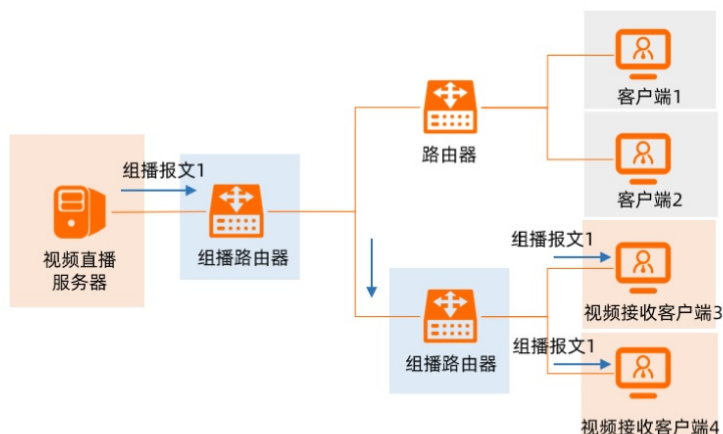 客户端1
路由器
组播报文1
客户端2
视频直播
服务器
组播路由器
组播报文1
视频接收客户端3
组播报文1
组播路由器
视频接收客户端4